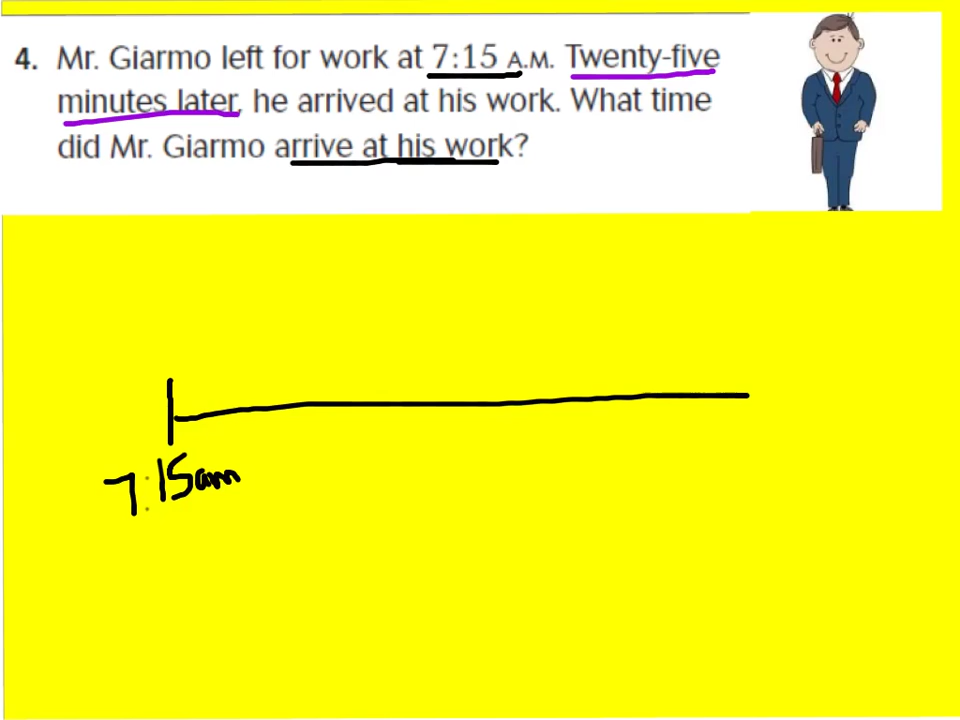 4. Mr. Giarmo left for work at 7:15 A.M. Twenty-five
minutes later, he arrived at his work. What time
did Mr. Giarmo arrive at his work?
7:15am